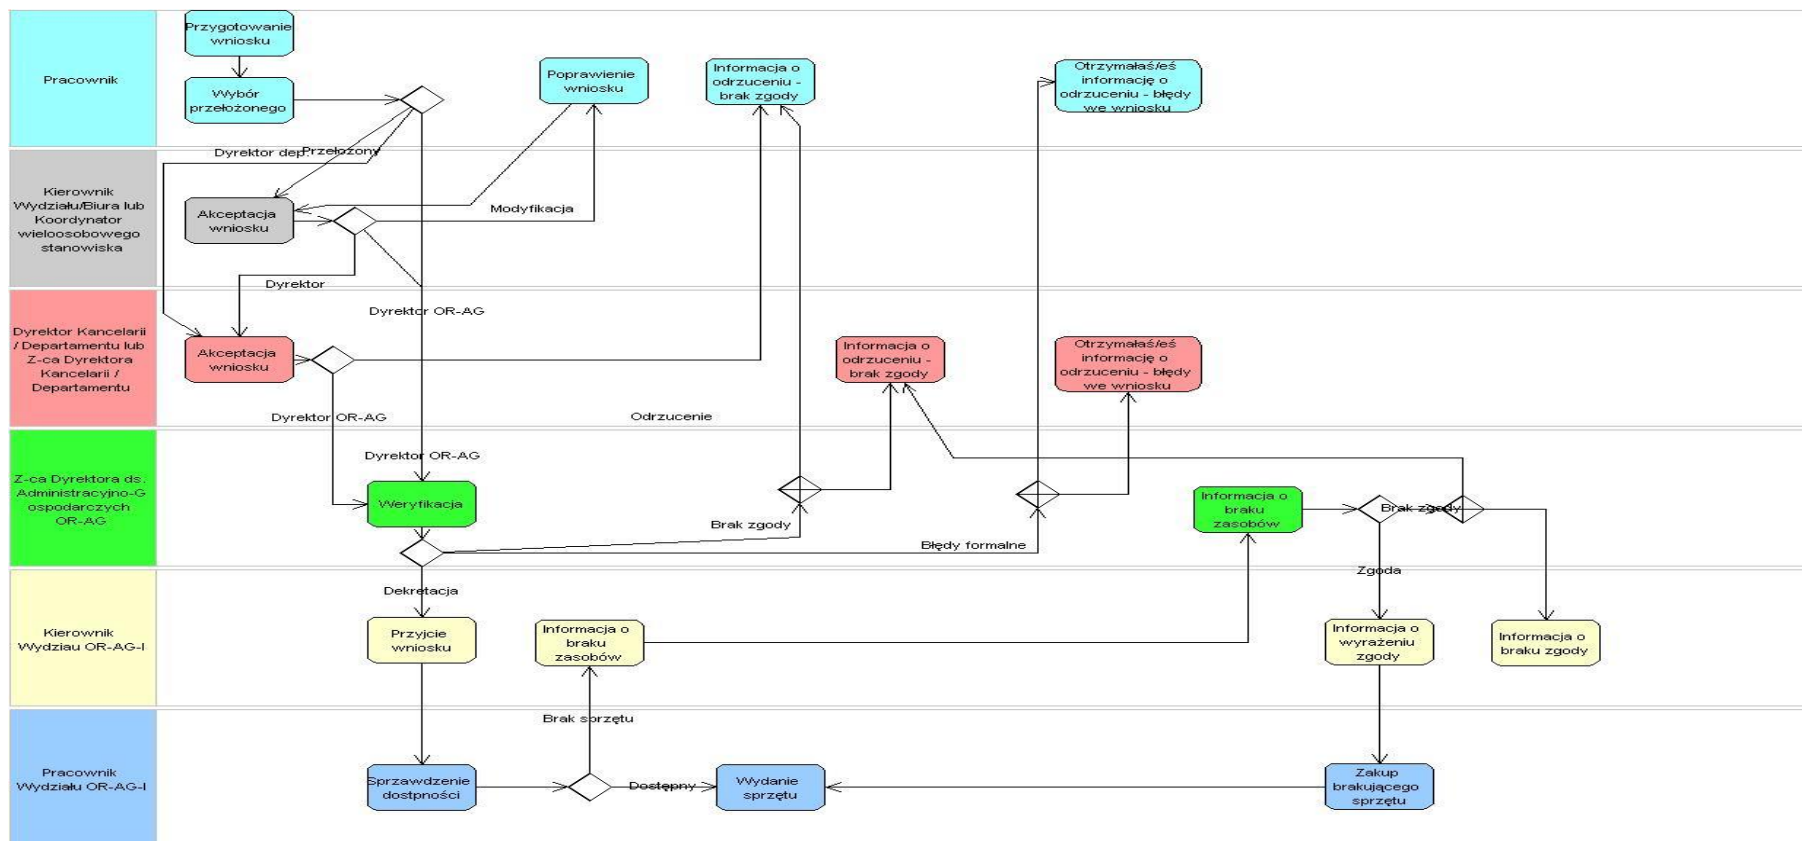 Pracownik
Przygotowanie
wniosku
Wybór
przełożonego
Poprawienie
wniosku
Informacja o
odrzuceniu -
brak zgody
Otrzymałaś/eś
informację o
odrzuceniu - błędy
we wniosku
Dyrektor dep.
Przełożony
Kierownik
Wydziału/Biura lub
Koordynator
wieloosobowego
stanowiska
Akceptacja
wniosku
Modyfikacja
Dyrektor
Dyrektor OR-AG
Dyrektor Kancelarii
/ Departamentu lub
Z-ca Dyrektora
Kancelarii /
Departamentu
Akceptacja
wniosku
Informacja o
odrzuceniu -
brak zgody
Otrzymałaś/eś
informację o
odrzuceniu - błędy
we wniosku
Dyrektor OR-AG
Odrzucenie
Dyrektor OR-AG
Z-ca Dyrektora ds.
Administracyjno-G
ospodarczych
OR-AG
Weryfikacja
Brak zgody
Błędy formalne
Informacja o
braku
zasobów
Brak zgody
Zgoda
Dekretacja
Kierownik
Wydziau OR-AG-I
Przyjcie
wniosku
Informacja o
braku
zasobów
Informacja o
wyrażeniu
zgody
Informacja o
braku zgody
Brak sprzętu
Pracownik
Wydziału OR-AG-I
Sprzawdzenie
dostpności
Dostępny
Wydanie
sprzętu
Zakup
brakującego
sprzętu